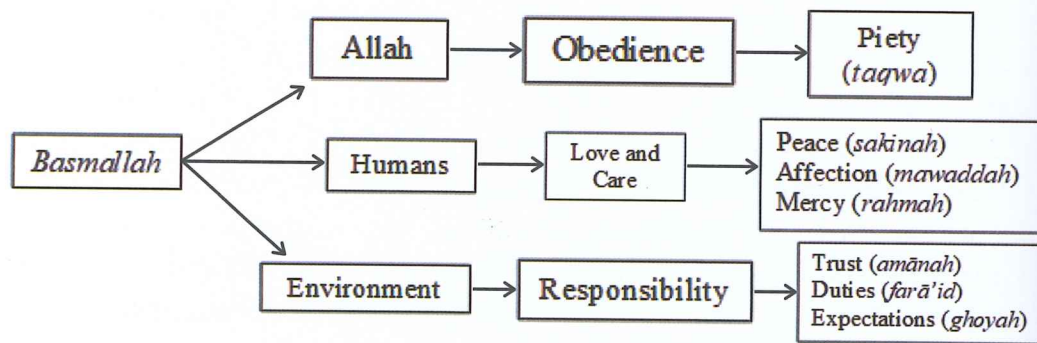 Allah
Obedience
Piety
(taqwa)
Basmallah
Humans
Love and
Care
Peace (sakinah)
Affection (mawaddah)
Mercy (rahmah)
Environment
Responsibility
Trust (amānah)
Duties (farā'id)
Expectations (ghoyah)